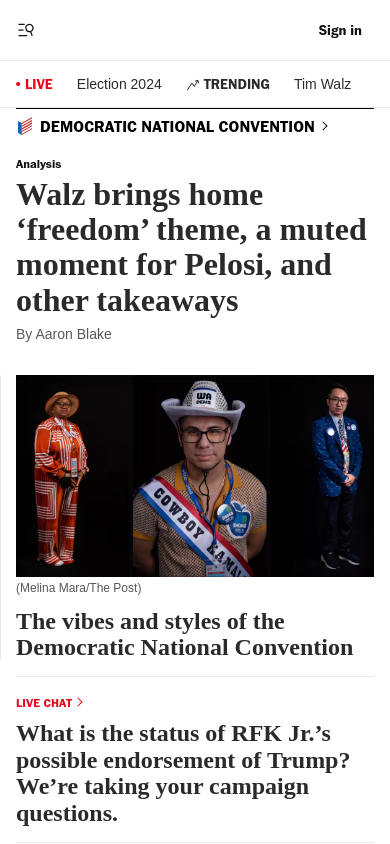 Sign in
LIVE Election 2024 TRENDING Tim Walz
DEMOCRATIC NATIONAL CONVENTION
Analysis
Walz brings home
‘freedom’ theme, a muted
moment for Pelosi, and
other takeaways
By Aaron Blake
WA
DEMS
COWBOY KAMALA
(Melina Mara/The Post)
The vibes and styles of the
Democratic National Convention
LIVE CHAT
What is the status of RFK Jr.’s
possible endorsement of Trump?
We’re taking your campaign
questions.